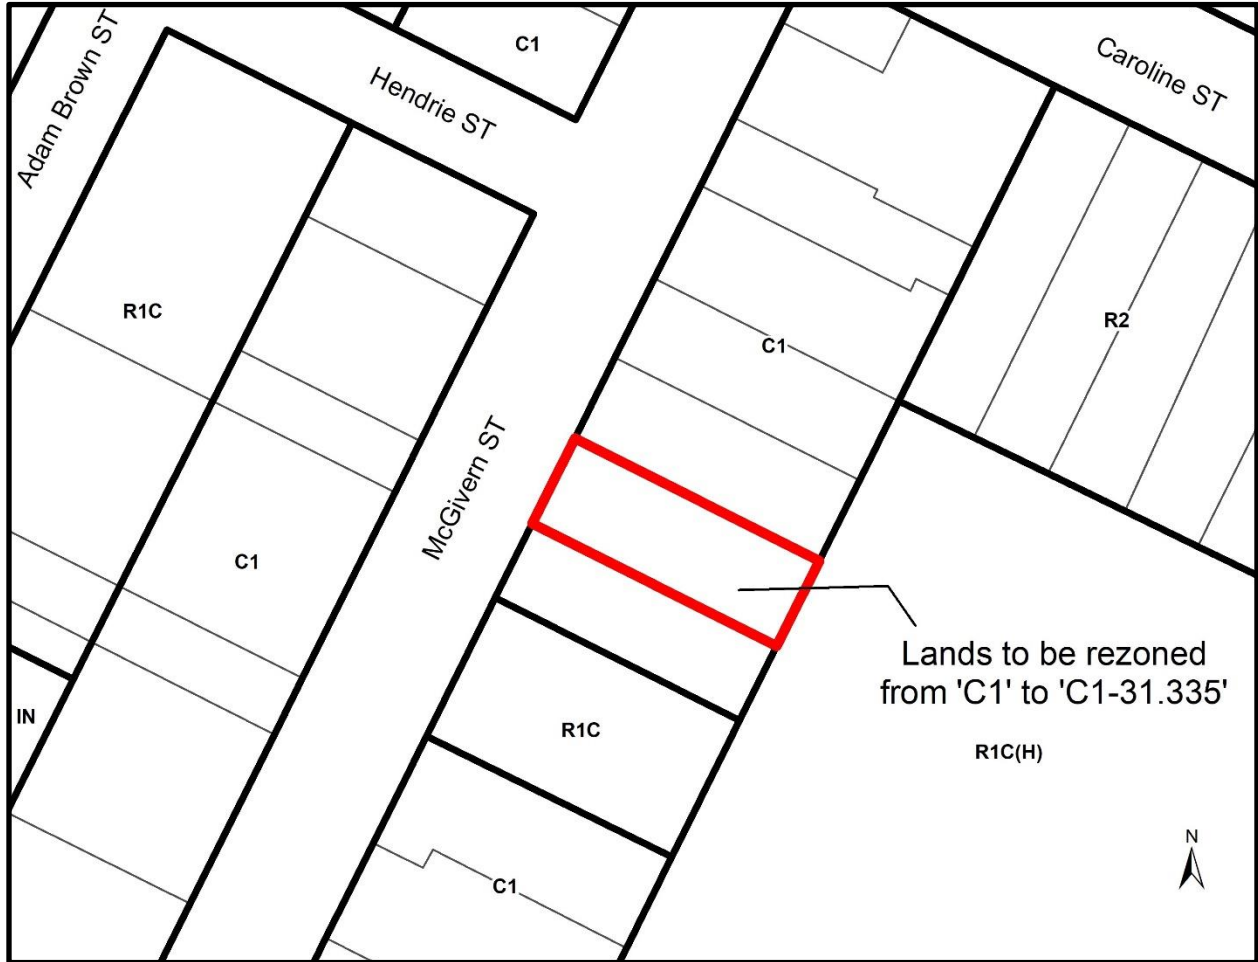 C1
Caroline ST
Hendrie ST
Adam Brown ST
R1C
R2
C1
McGivern ST
C1
Lands to be rezoned
from 'C1' to 'C1-31.335'
IN
R1C
R1C(H)
N
C1